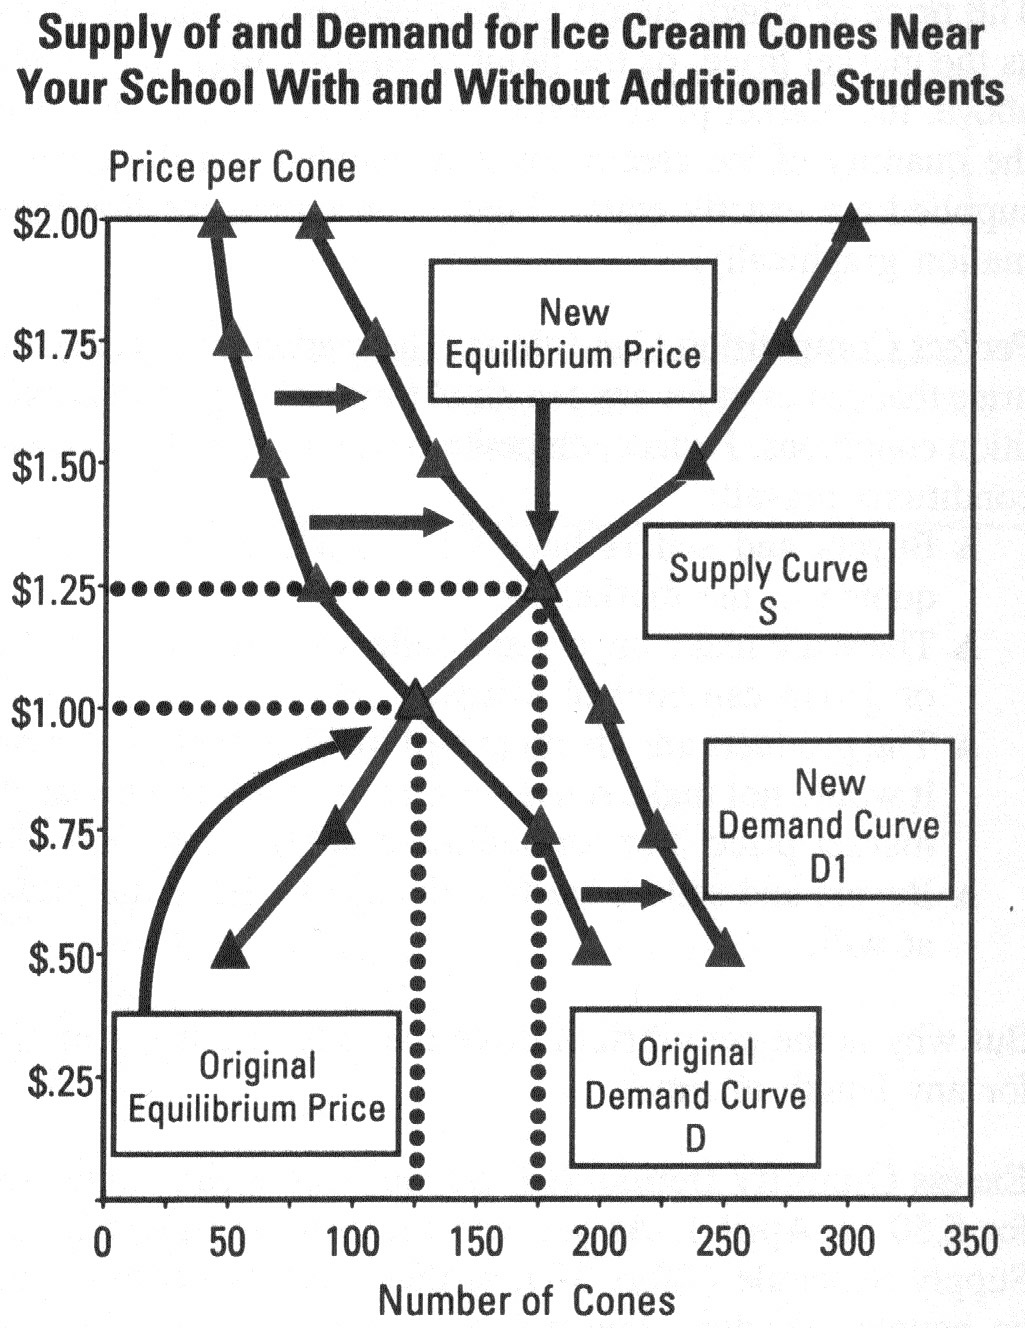 Supply of and Demand for Ice Cream Cones Near
Your School With and Without Additional Students
Price per Cone
$2.00
$1.75
$1.50
$1.25
$1.00
$.75
$.50
$.25
New
Equilibrium Price
Supply Curve
S
New
Demand Curve
D1
Original
Equilibrium Price
Original
Demand Curve
D
0 50 100 150 200 250 300 350
Number of Cones